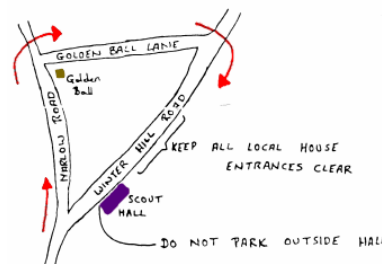 GOLDEN BALL LANE
Golden
Ball
MARLOW ROAD
WINTER HILL ROAD
KEEP ALL LOCAL HOUSE
ENTRANCES CLEAR
SCOUT
HALL
DO NOT PARK OUTSIDE HALL